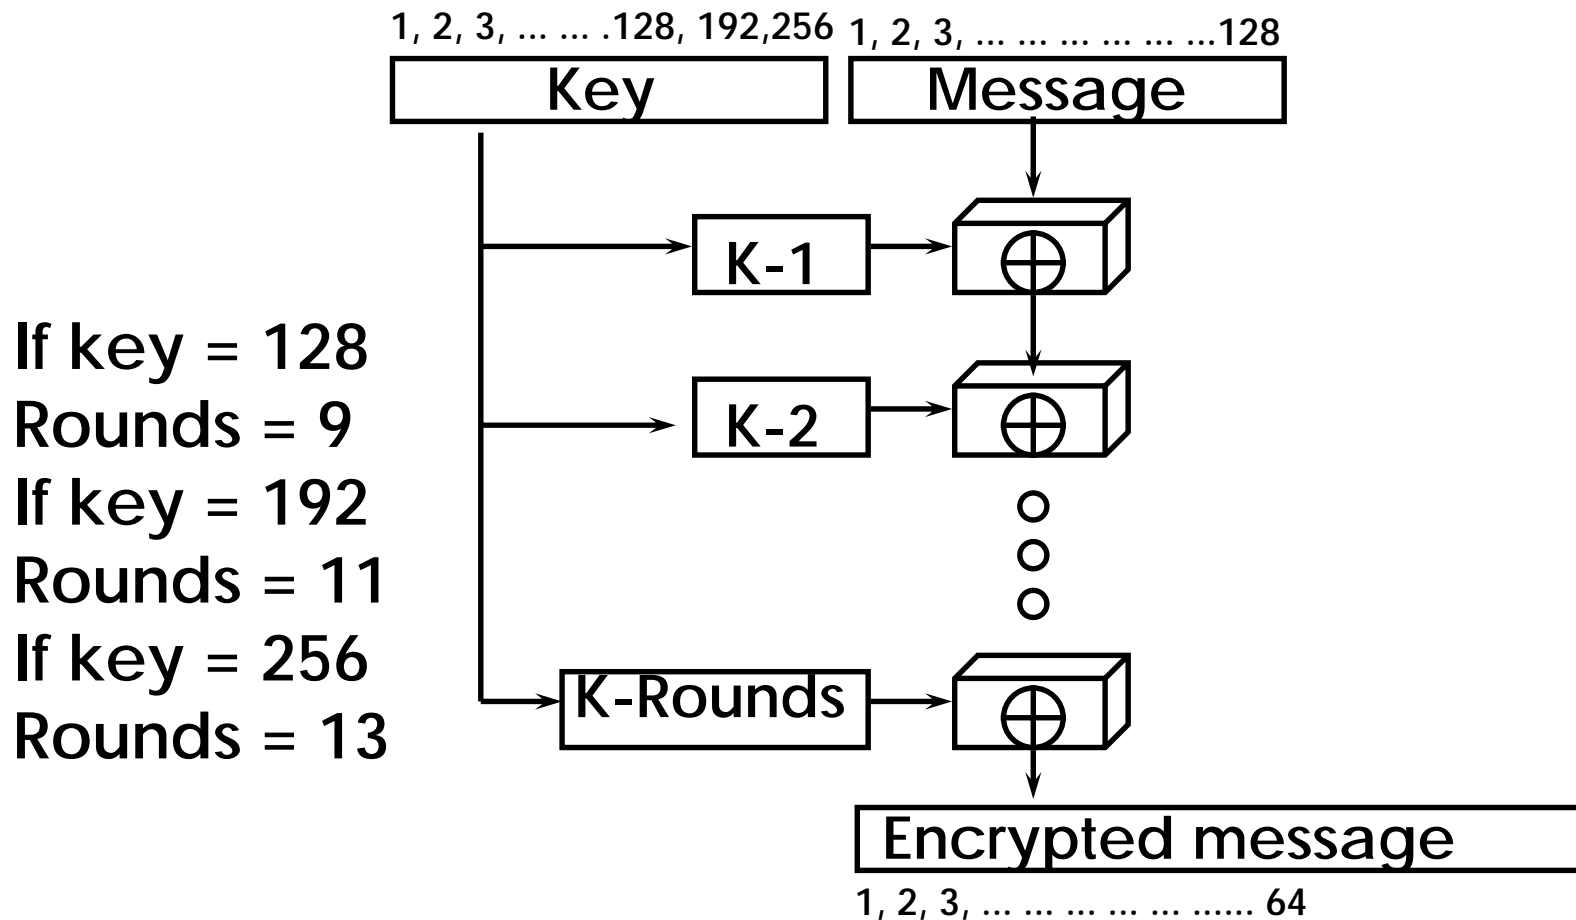 1, 2, 3, ... ... .128, 192,256
1, 2, 3, ... ... ... ... ... ...128
Key
Message
K-1
If key = 128
Rounds = 9
K-2
If key = 192
Rounds = 11
If key = 256
Rounds = 13
K-Rounds
Encrypted message
1, 2, 3, ... ... ... ... ... ...... 64